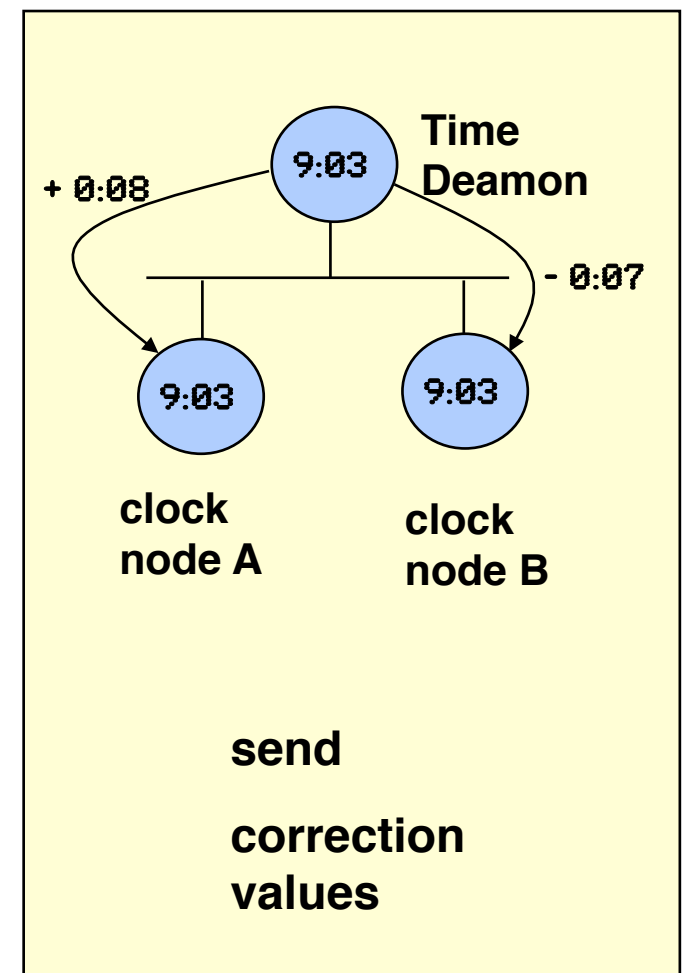 Time
Deamon
9:03
+ 0:08
- 0:07
9:03
9:03
clock
node A
clock
node B
send
correction
values